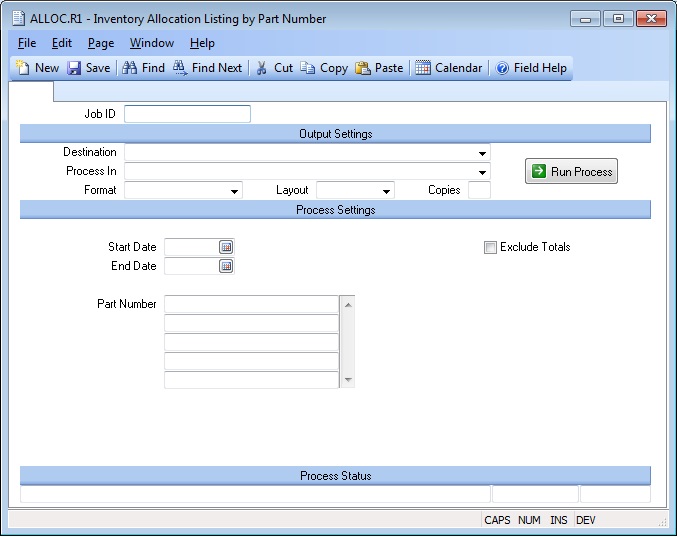 ALLOC.R1 - Inventory Allocation Listing by Part Number
File Edit Page Window Help
New Save Find Find Next Cut Copy Paste Calendar Field Help
Job ID
Output Settings
Destination
Process In
Run Process
Format Layout Copies
Process Settings
Start Date Exclude Totals
End Date
Part Number
Process Status
CAPS NUM INS DEV